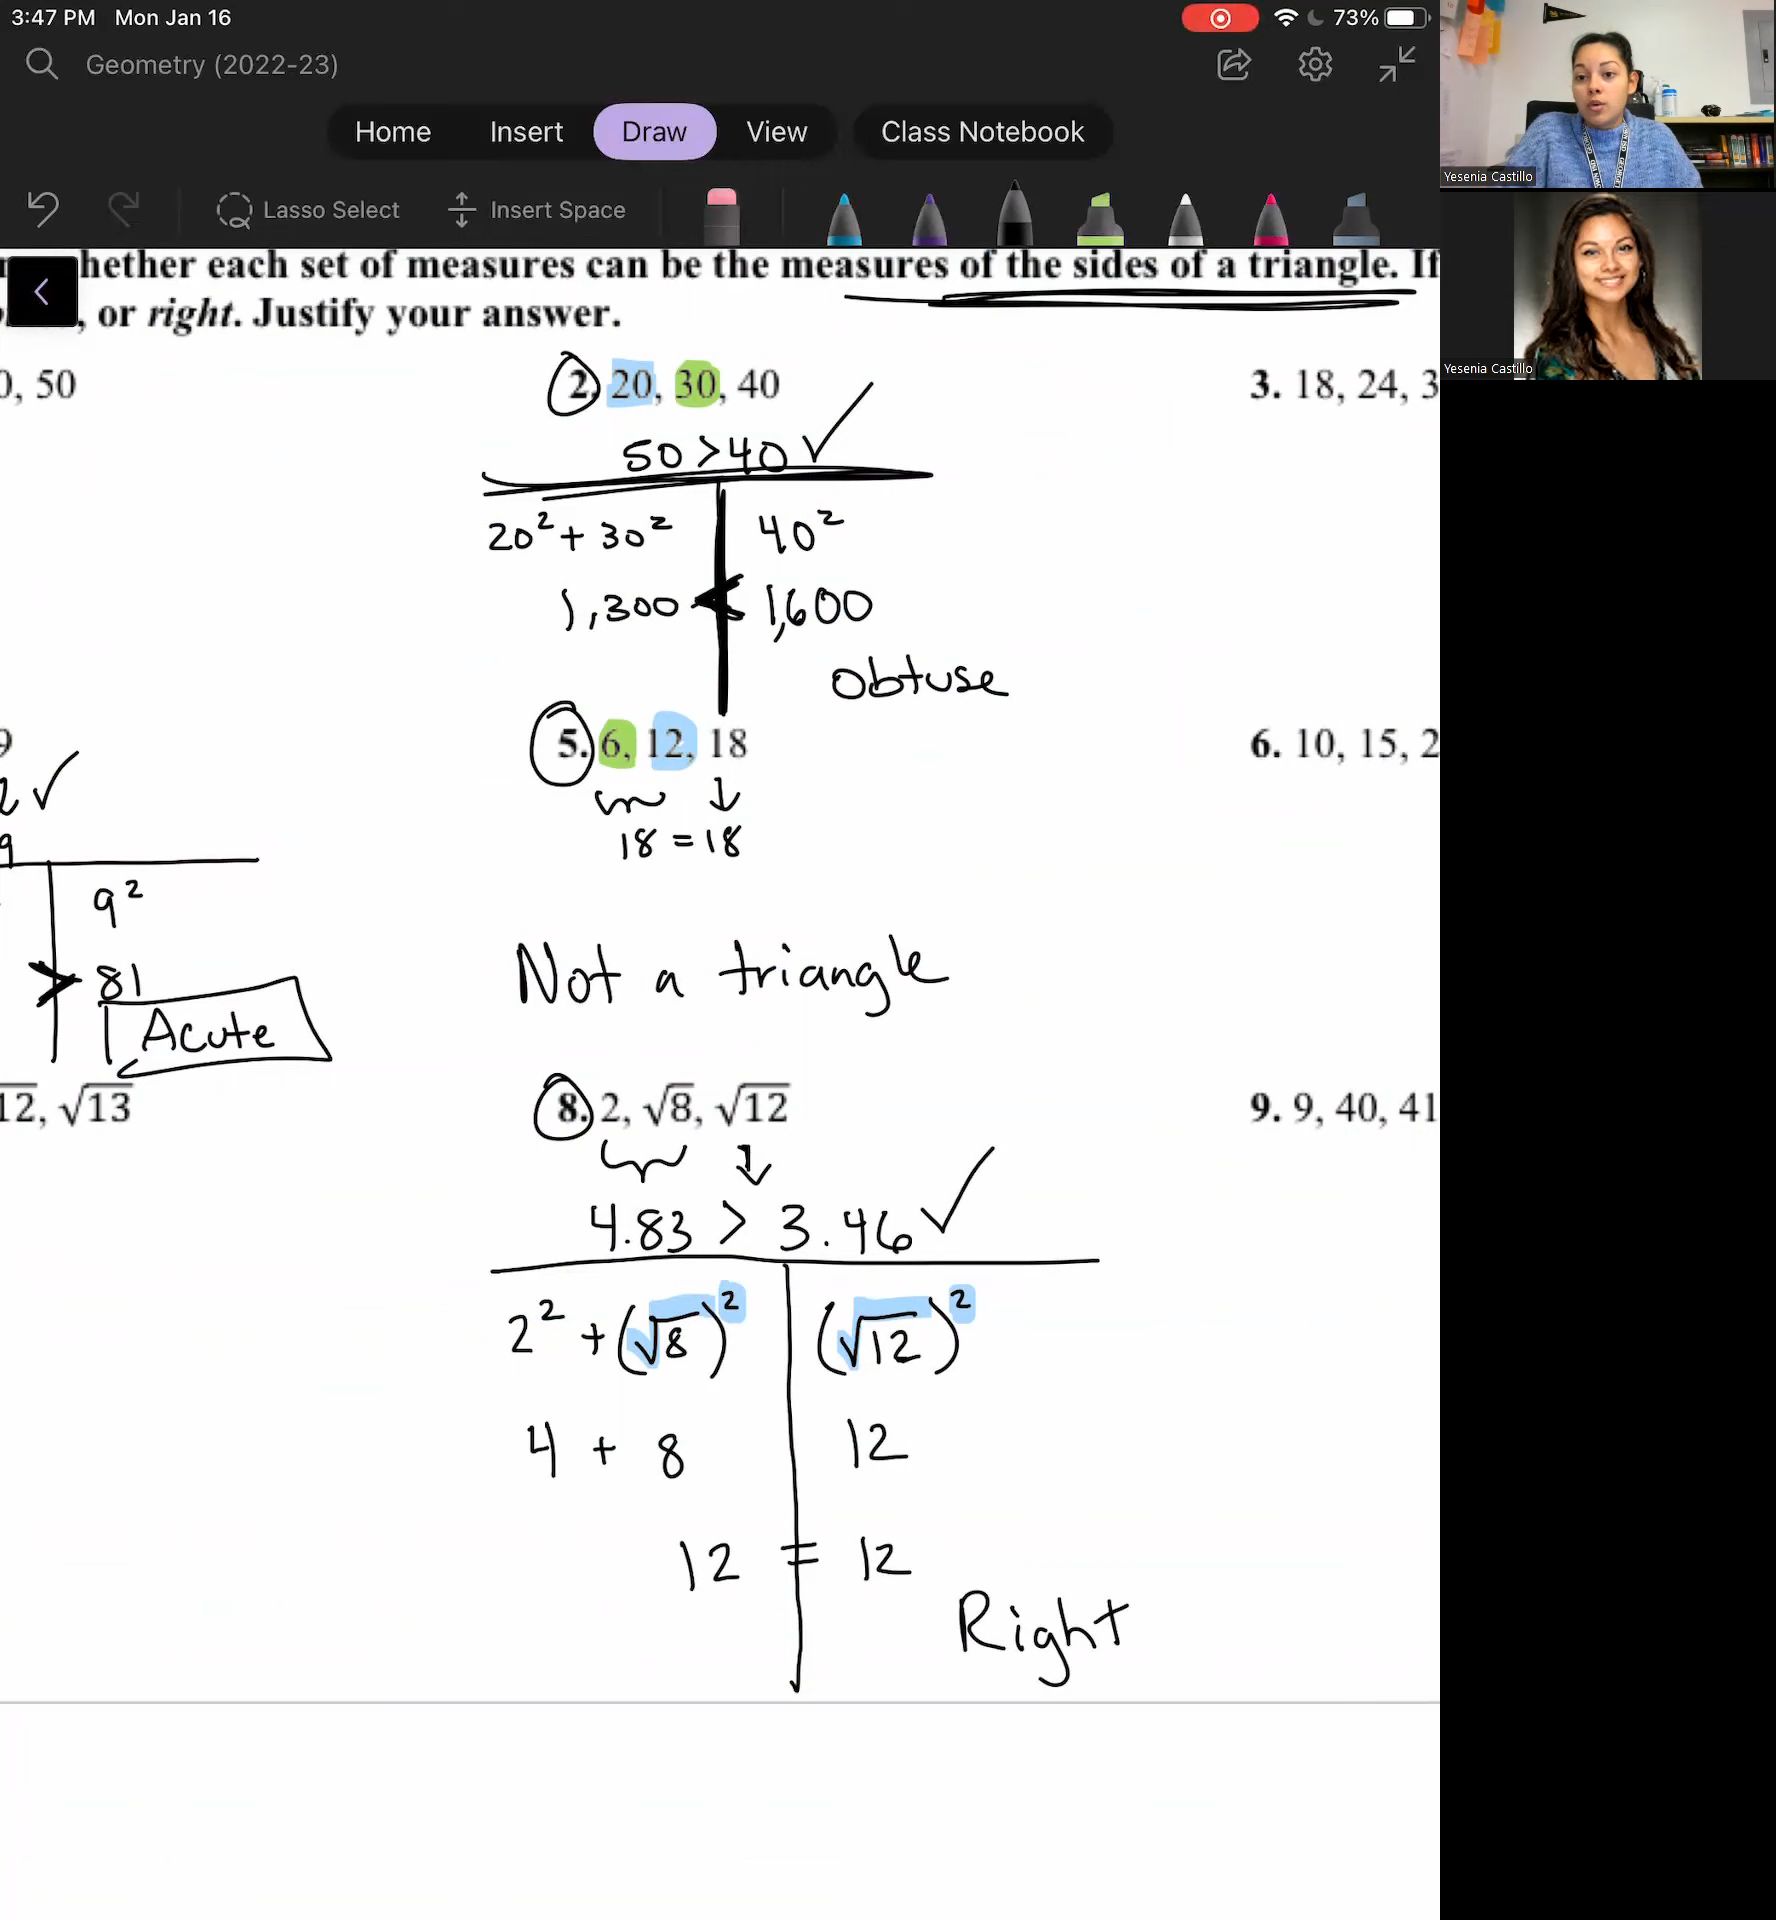 3:47 PM Mon Jan 16
73%
Geometry (2022-23)
Home Insert Draw View Class Notebook
Lasso Select Insert Space
Yesenia Castillo
Yesenia Castillo
hether each set of measures can be the measures of the sides of a triangle. If
, or right. Justify your answer.
0, 50
2. 20, 30, 40
3. 18, 24, 3
50 > 40 ✓
20² + 30² 40²
1,300 < 1,600
Obtuse
9
5. 6, 12, 18
6. 10, 15, 2
2 ✓
18 = 18
9
9²
> 81
Acute
Not a triangle
12, √13
8. 2, √8, √12
9. 9, 40, 41
4.83 > 3.46 ✓
2² + (√8)² (√12)²
4 + 8 12
12 = 12
Right